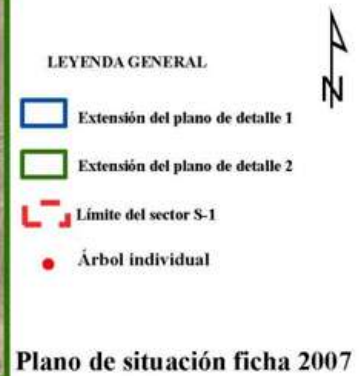 N
LEYENDA GENERAL
Extensión del plano de detalle 1
Extensión del plano de detalle 2
Límite del sector S-1
Árbol individual
Plano de situación ficha 2007